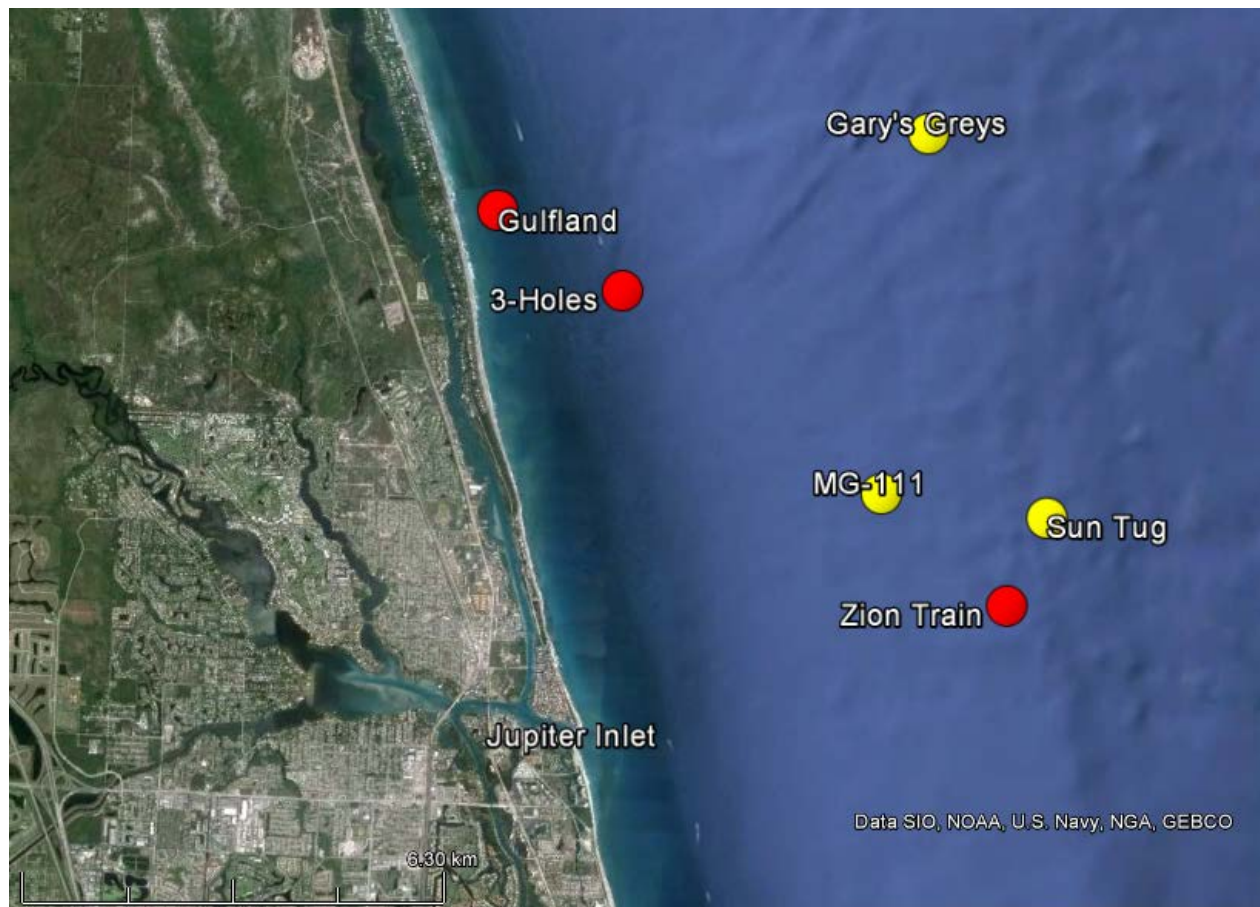 Gary's Greys
Gulfland
3-Holes
MG-111
Sun Tug
Zion Train
Jupiter Inlet
Data SIO, NOAA, U.S. Navy, NGA, GEBCO
6.30 km